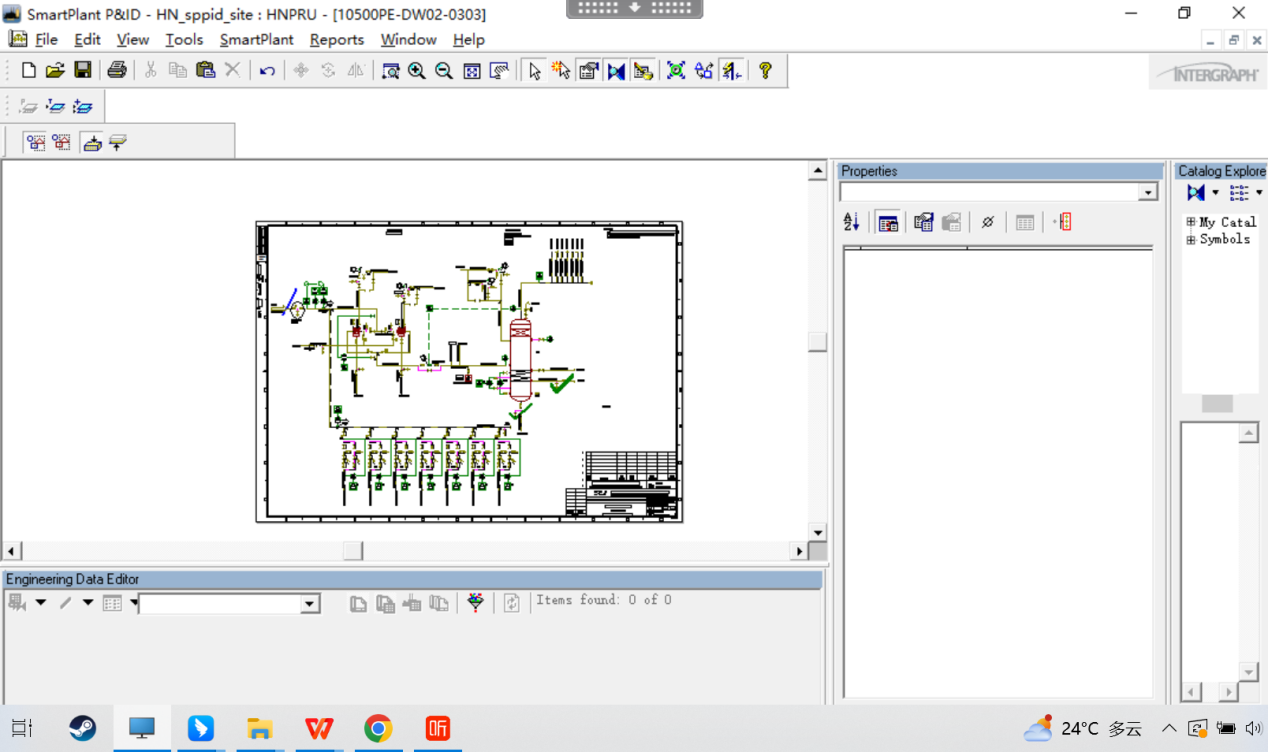 SmartPlant P&ID - HN_sppid_site : HNPRU - [10500PE-DW02-0303]
File Edit View Tools SmartPlant Reports Window Help
INTERGRAPH
Properties
Catalog Explore
My Catal
Symbols
Engineering Data Editor
Items found: 0 of 0
24°C 多云